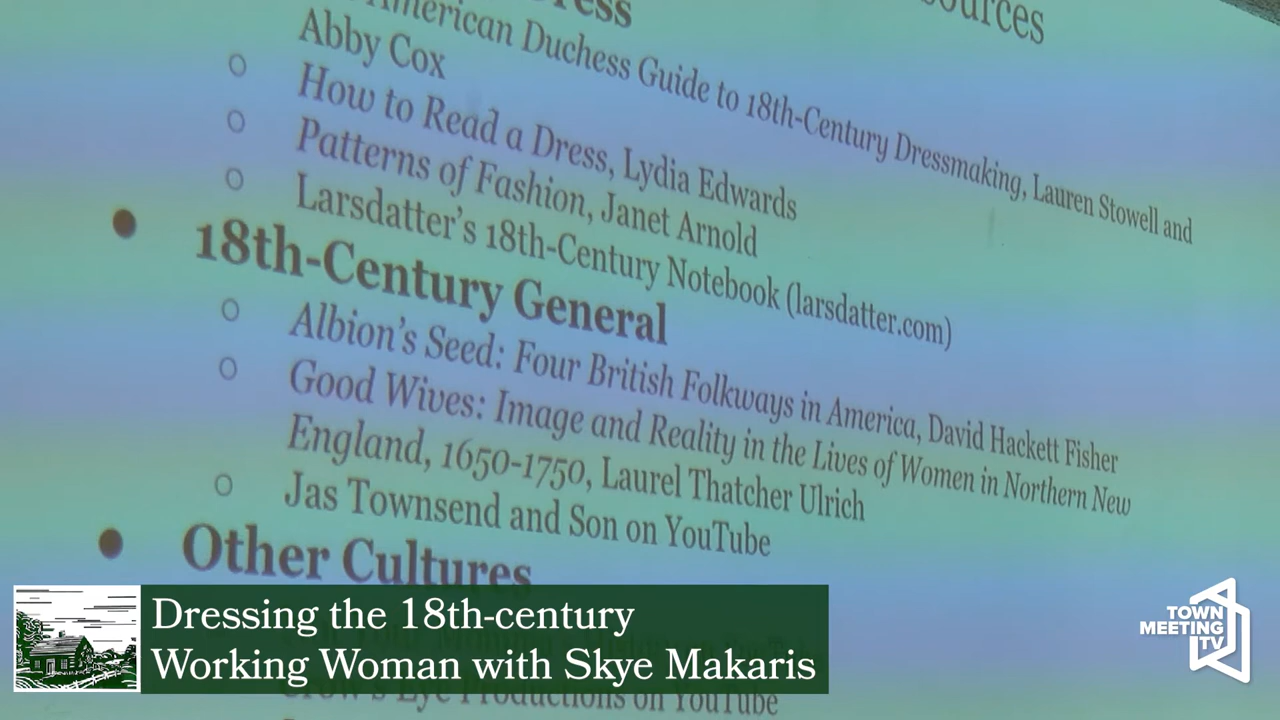 American Duchess Guide to 18th-Century Dressmaking, Lauren Stowell and
Abby Cox
How to Read a Dress, Lydia Edwards
Patterns of Fashion, Janet Arnold
Larsdatter's 18th-Century Notebook (larsdatter.com)
18th-Century General
Albion's Seed: Four British Folkways in America, David Hackett Fisher
Good Wives: Image and Reality in the Lives of Women in Northern New
England, 1650-1750, Laurel Thatcher Ulrich
Jas Townsend and Son on YouTube
Other Cultures
Eye Productions on YouTube
Dressing the 18th-century
Working Woman with Skye Makaris
TOWN
MEETING
TV